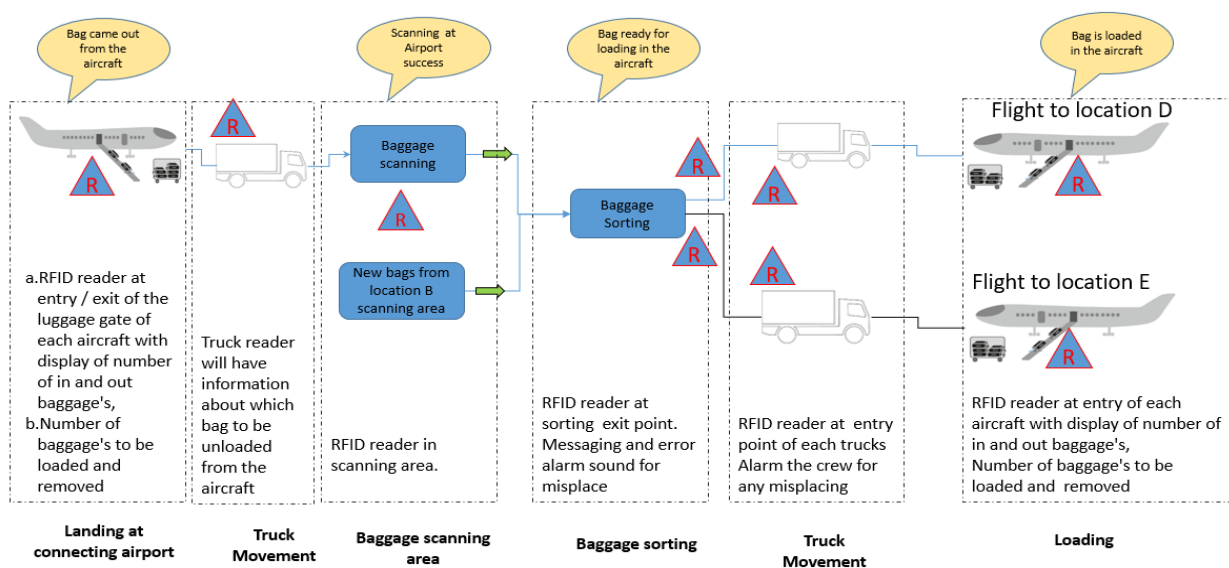 Bag came out
from the
aircraft
Scanning at
Airport
success
Bag ready for
loading in the
aircraft
Bag is loaded
in the aircraft
R
R
Baggage
scanning
R
New bags from
location B
scanning area
Baggage
Sorting
R
R
R
R
Flight to location D
R
Flight to location E
R
a.RFID reader at
entry / exit of the
luggage gate of
each aircraft with
display of number
of in and out
baggage's,
b.Number of
baggage's to be
loaded and
removed
Truck reader
will have
information
about which
bag to be
unloaded
from the
aircraft
RFID reader in
scanning area.
RFID reader at
sorting exit point.
Messaging and error
alarm sound for
misplace
RFID reader at entry
point of each trucks
Alarm the crew for
any misplacing
RFID reader at entry of each
aircraft with display of number of
in and out baggage's,
Number of baggage's to be
loaded and removed
Landing at
connecting airport
Truck
Movement
Baggage scanning
area
Baggage sorting
Truck
Movement
Loading